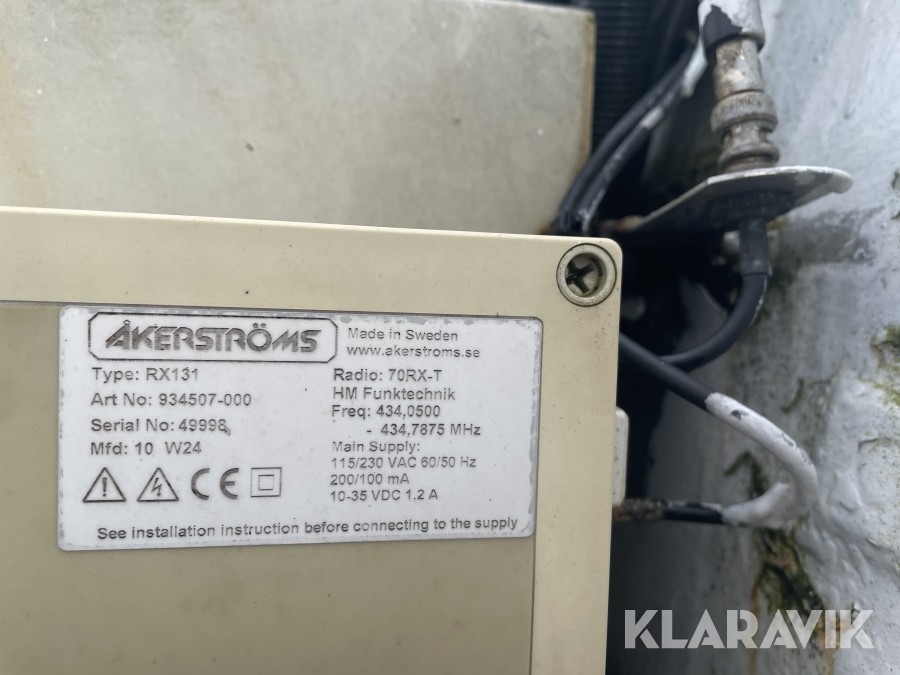 ÅKERSTRÖMS
Made in Sweden
www.akerstroms.se
Type: RX131
Art No: 934507-000
Serial No: 49998
Mfd: 10 W24
Radio: 70RX-T
HM Funktechnik
Freq: 434,0500
- 434,7875 MHz
Main Supply:
115/230 VAC 60/50 Hz
200/100 mA
10-35 VDC 1,2 A
CE
See installation instruction before connecting to the supply
KLARAVIK